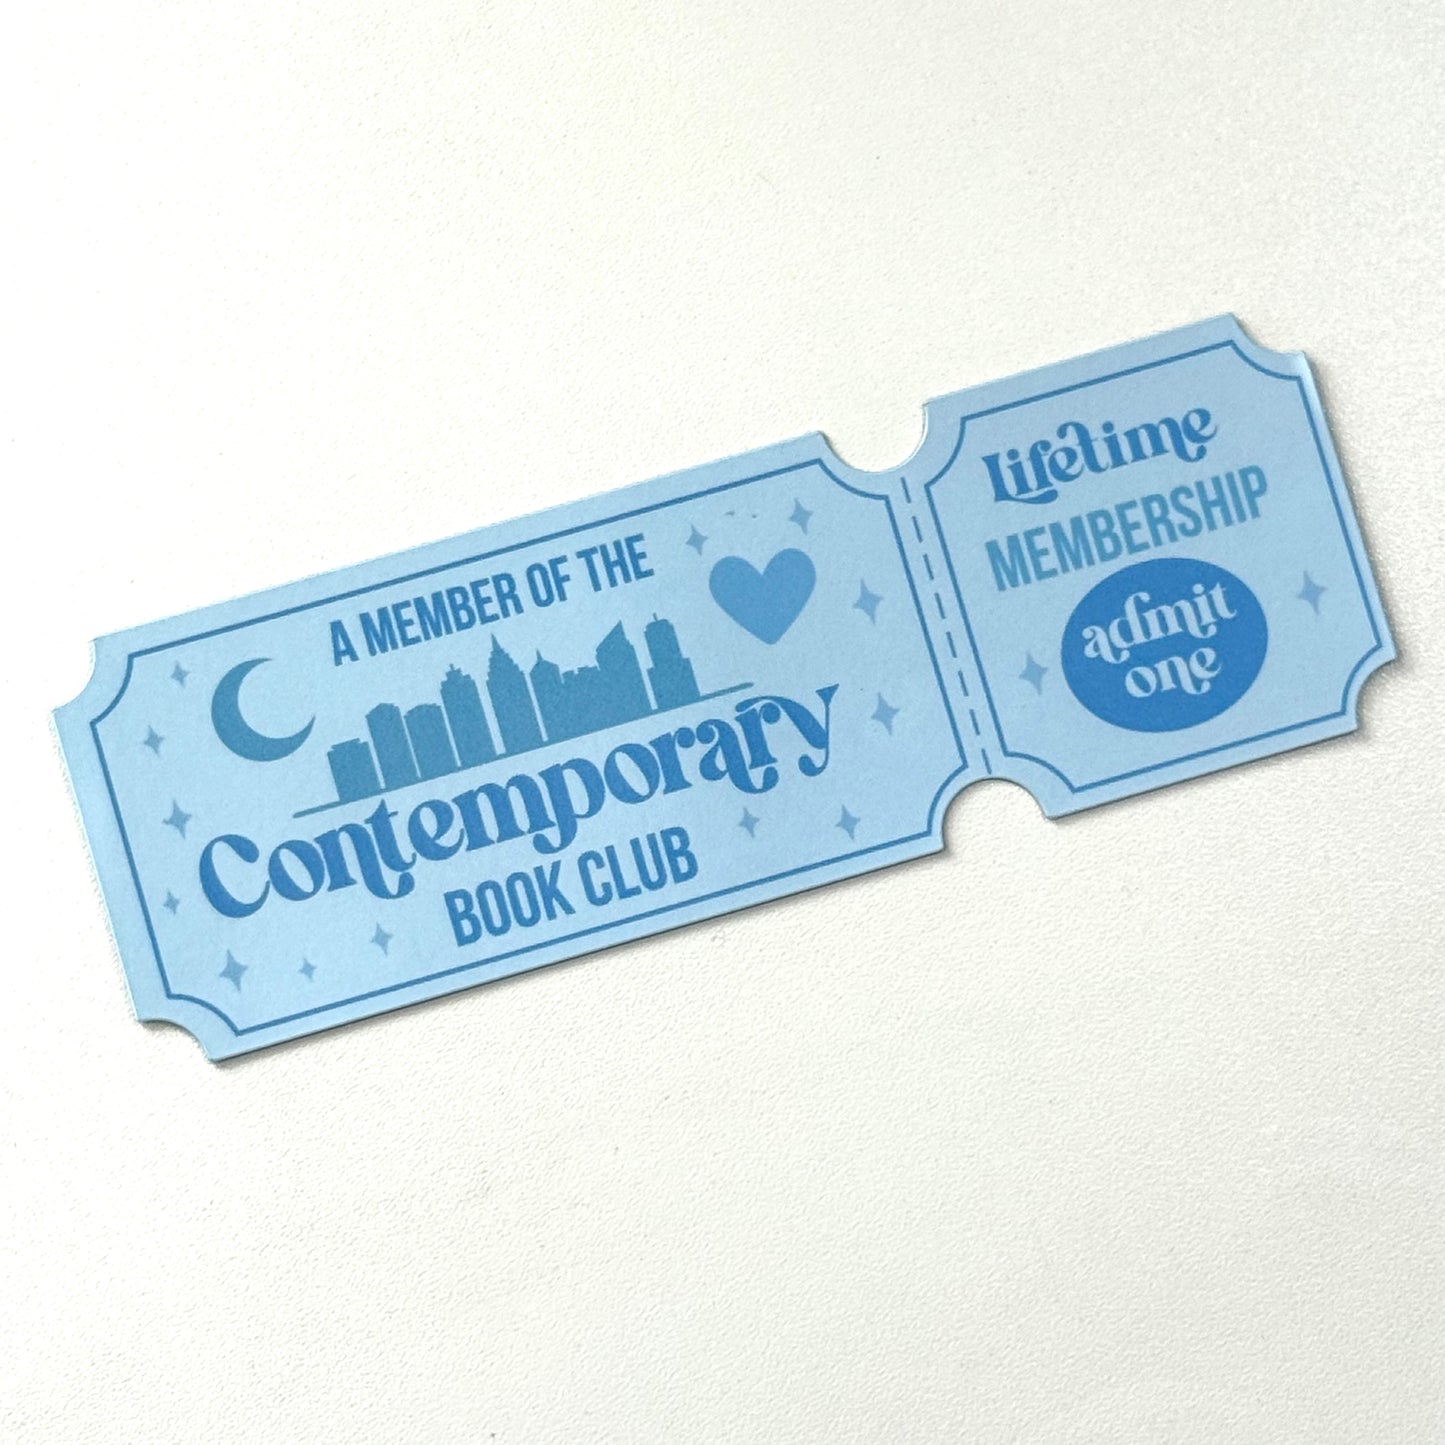 A MEMBER OF THE
Contemporary
BOOK CLUB
Lifetime
MEMBERSHIP
admit
one